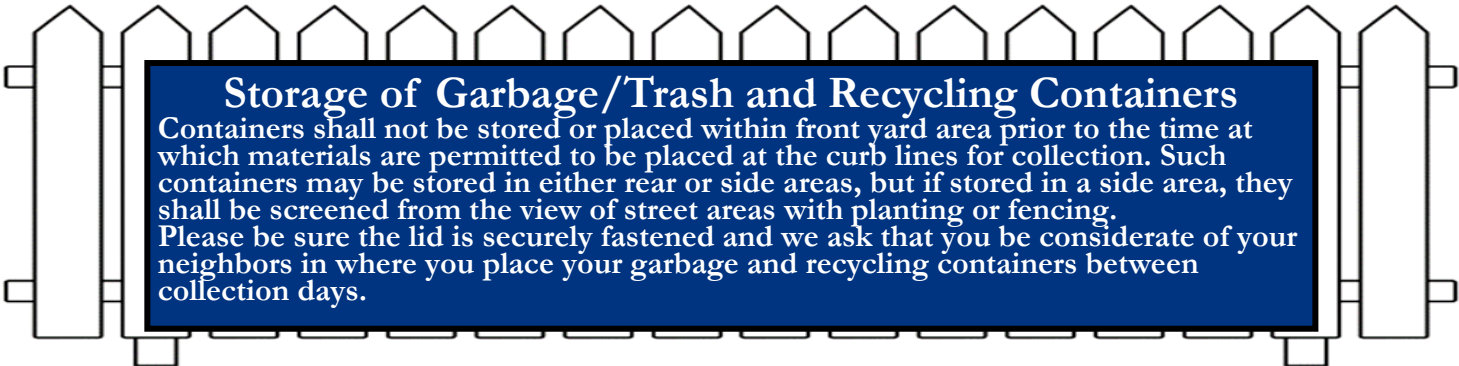 Storage of Garbage/Trash and Recycling Containers
Containers shall not be stored or placed within front yard area prior to the time at
which materials are permitted to be placed at the curb lines for collection. Such
containers may be stored in either rear or side areas, but if stored in a side area, they
shall be screened from the view of street areas with planting or fencing.
Please be sure the lid is securely fastened and we ask that you be considerate of your
neighbors in where you place your garbage and recycling containers between
collection days.